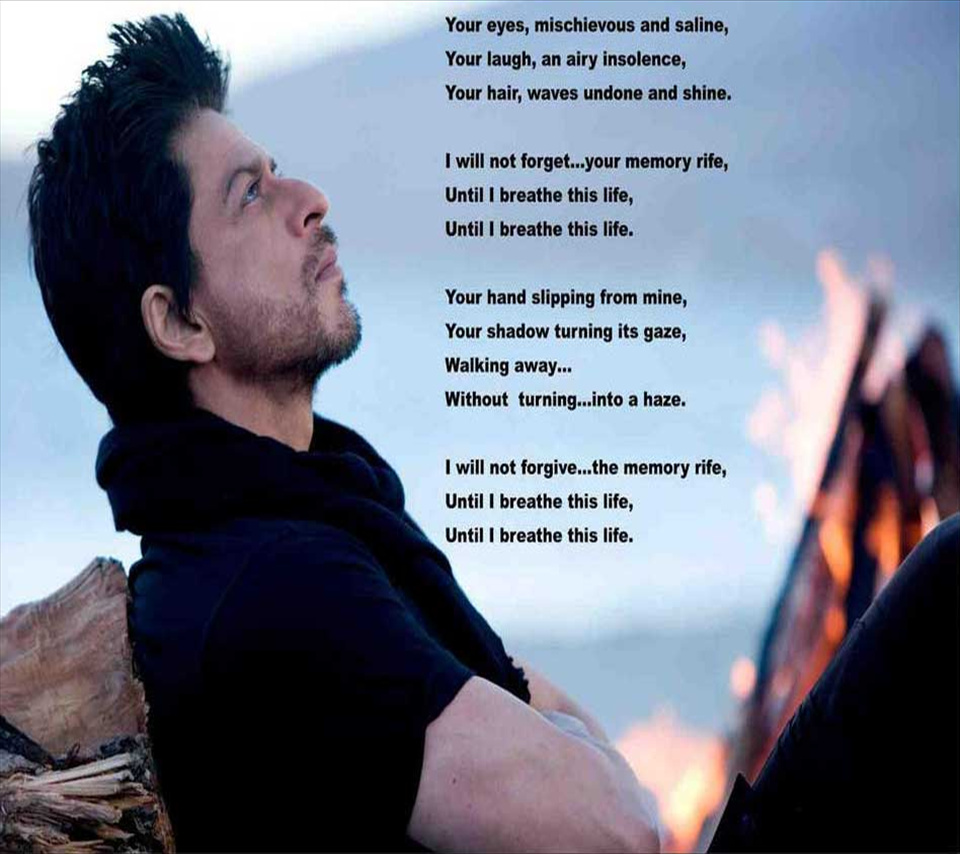 Your eyes, mischievous and saline,
Your laugh, an airy insolence,
Your hair, waves undone and shine.
I will not forget...your memory rife,
Until I breathe this life,
Until I breathe this life.
Your hand slipping from mine,
Your shadow turning its gaze,
Walking away...
Without  turning...into a haze.
I will not forgive...the memory rife,
Until I breathe this life,
Until I breathe this life.